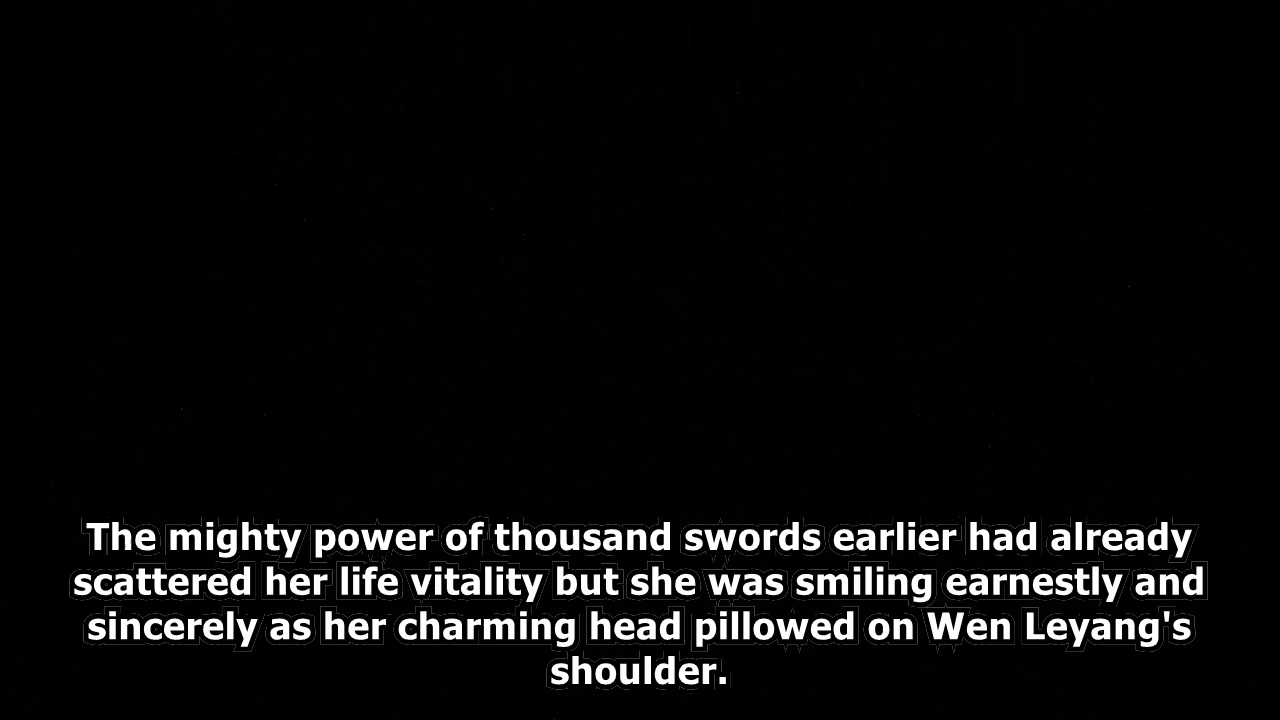 The mighty power of thousand swords earlier had already
scattered her life vitality but she was smiling earnestly and
sincerely as her charming head pillowed on Wen Leyang's
shoulder.